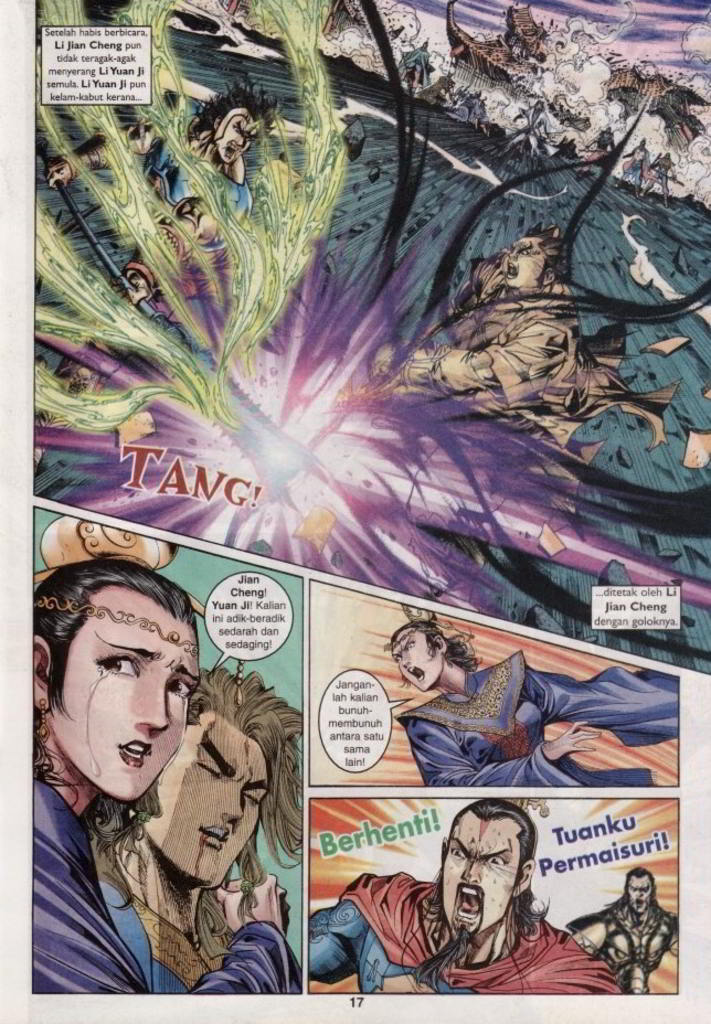 Setelah habis berbicara,
Li Jian Cheng pun
tidak teragak-agak
menyerang Li Yuan Ji
semula. Li Yuan Ji pun
kelam-kabut kerana...
TANG!
...ditetak oleh Li
Jian Cheng
dengan goloknya.
Jian
Cheng!
Yuan Ji! Kalian
ini adik-beradik
sedarah dan
sedaging!
Jangan-
lah kalian
bunuh-
membunuh
antara satu
sama
lain!
Berhenti!
Tuanku
Permaisuri!
17